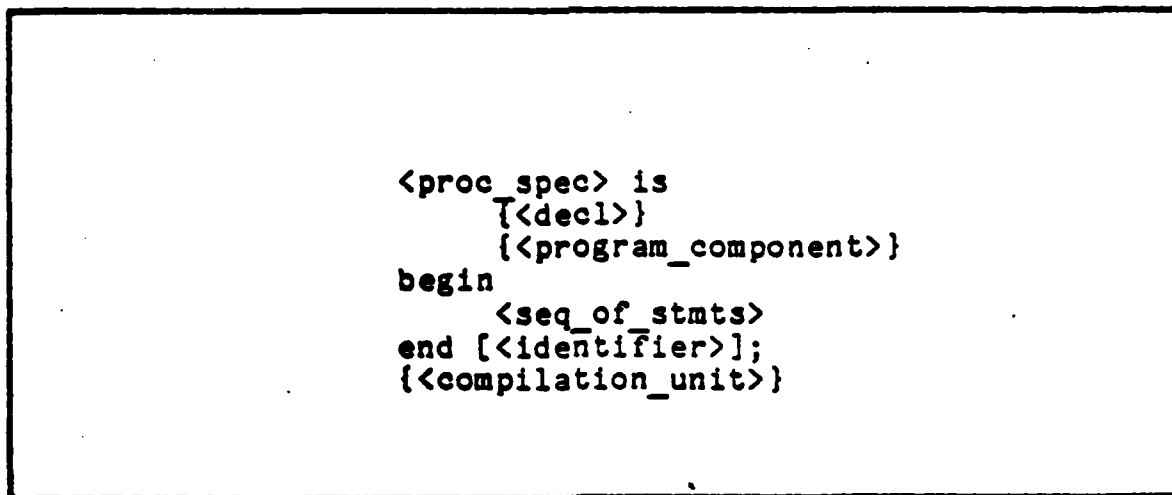 <proc_spec> is
{<decl>}
{<program_component>}
begin
<seq_of_stmts>
end [<identifier>];
{<compilation_unit>}